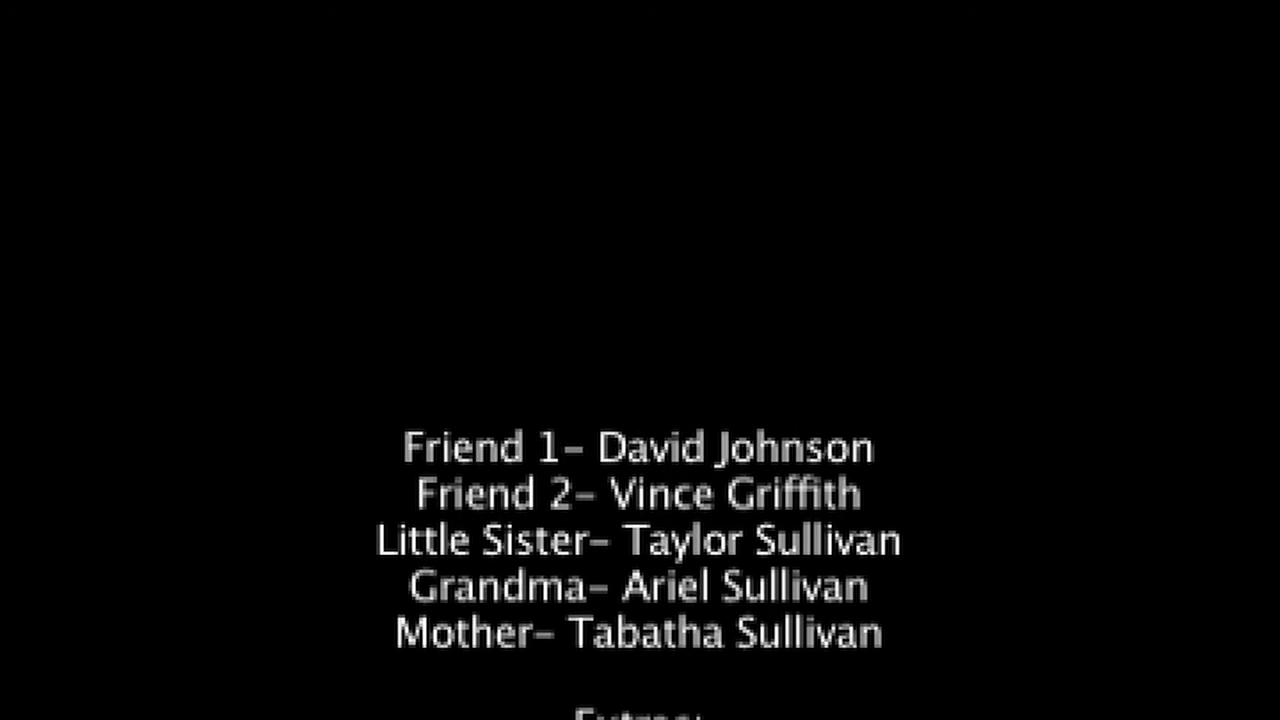 Friend 1- David Johnson
Friend 2- Vince Griffith
Little Sister- Taylor Sullivan
Grandma- Ariel Sullivan
Mother- Tabatha Sullivan